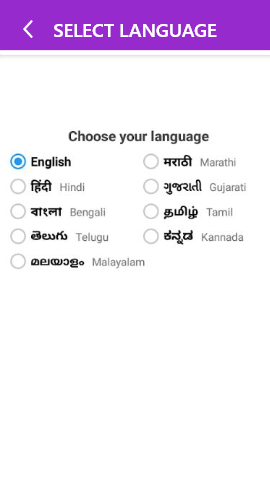 SELECT LANGUAGE
Choose your language
English
मराठी Marathi
हिंदी Hindi
ગુજરાતી Gujarati
বাংলা Bengali
தமிழ் Tamil
తెలుగు Telugu
ಕನ್ನಡ Kannada
മലയാളം Malayalam